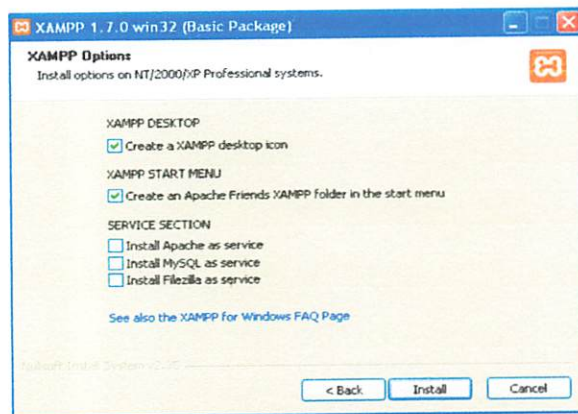 XAMPP 1.7.0 win32 (Basic Package)
XAMPP Options
Install options on NT/2000/XP Professional systems.
XAMPP DESKTOP
Create a XAMPP desktop icon
XAMPP START MENU
Create an Apache Friends XAMPP folder in the start menu
SERVICE SECTION
Install Apache as service
Install MySQL as service
Install Filezilla as service
See also the XAMPP for Windows FAQ Page
Install System
< Back Install Cancel